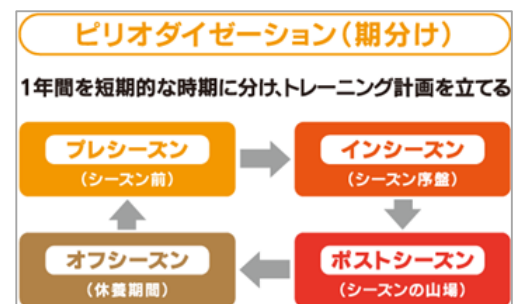 ピリオダイゼーション（期分け）
1年間を短期的な時期に分け、トレーニング計画を立てる
プレシーズン
（シーズン前）
インシーズン
（シーズン序盤）
オフシーズン
（休養期間）
ポストシーズン
（シーズンの山場）